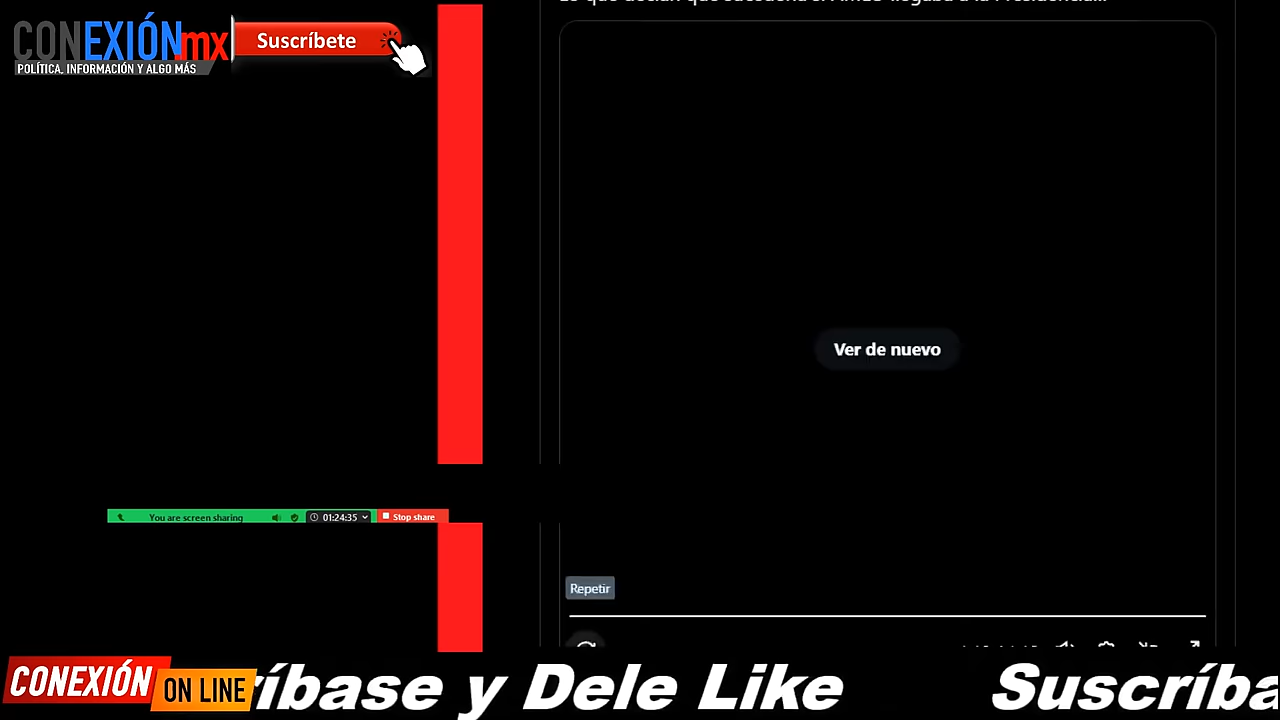 CONEXIÓNmx
POLÍTICA, INFORMACIÓN Y ALGO MÁS
Suscríbete
Ver de nuevo
You are screen sharing
01:24:35
Stop share
Repetir
CONEXIÓN
ON LINE
ríbase y Dele Like
Suscríba